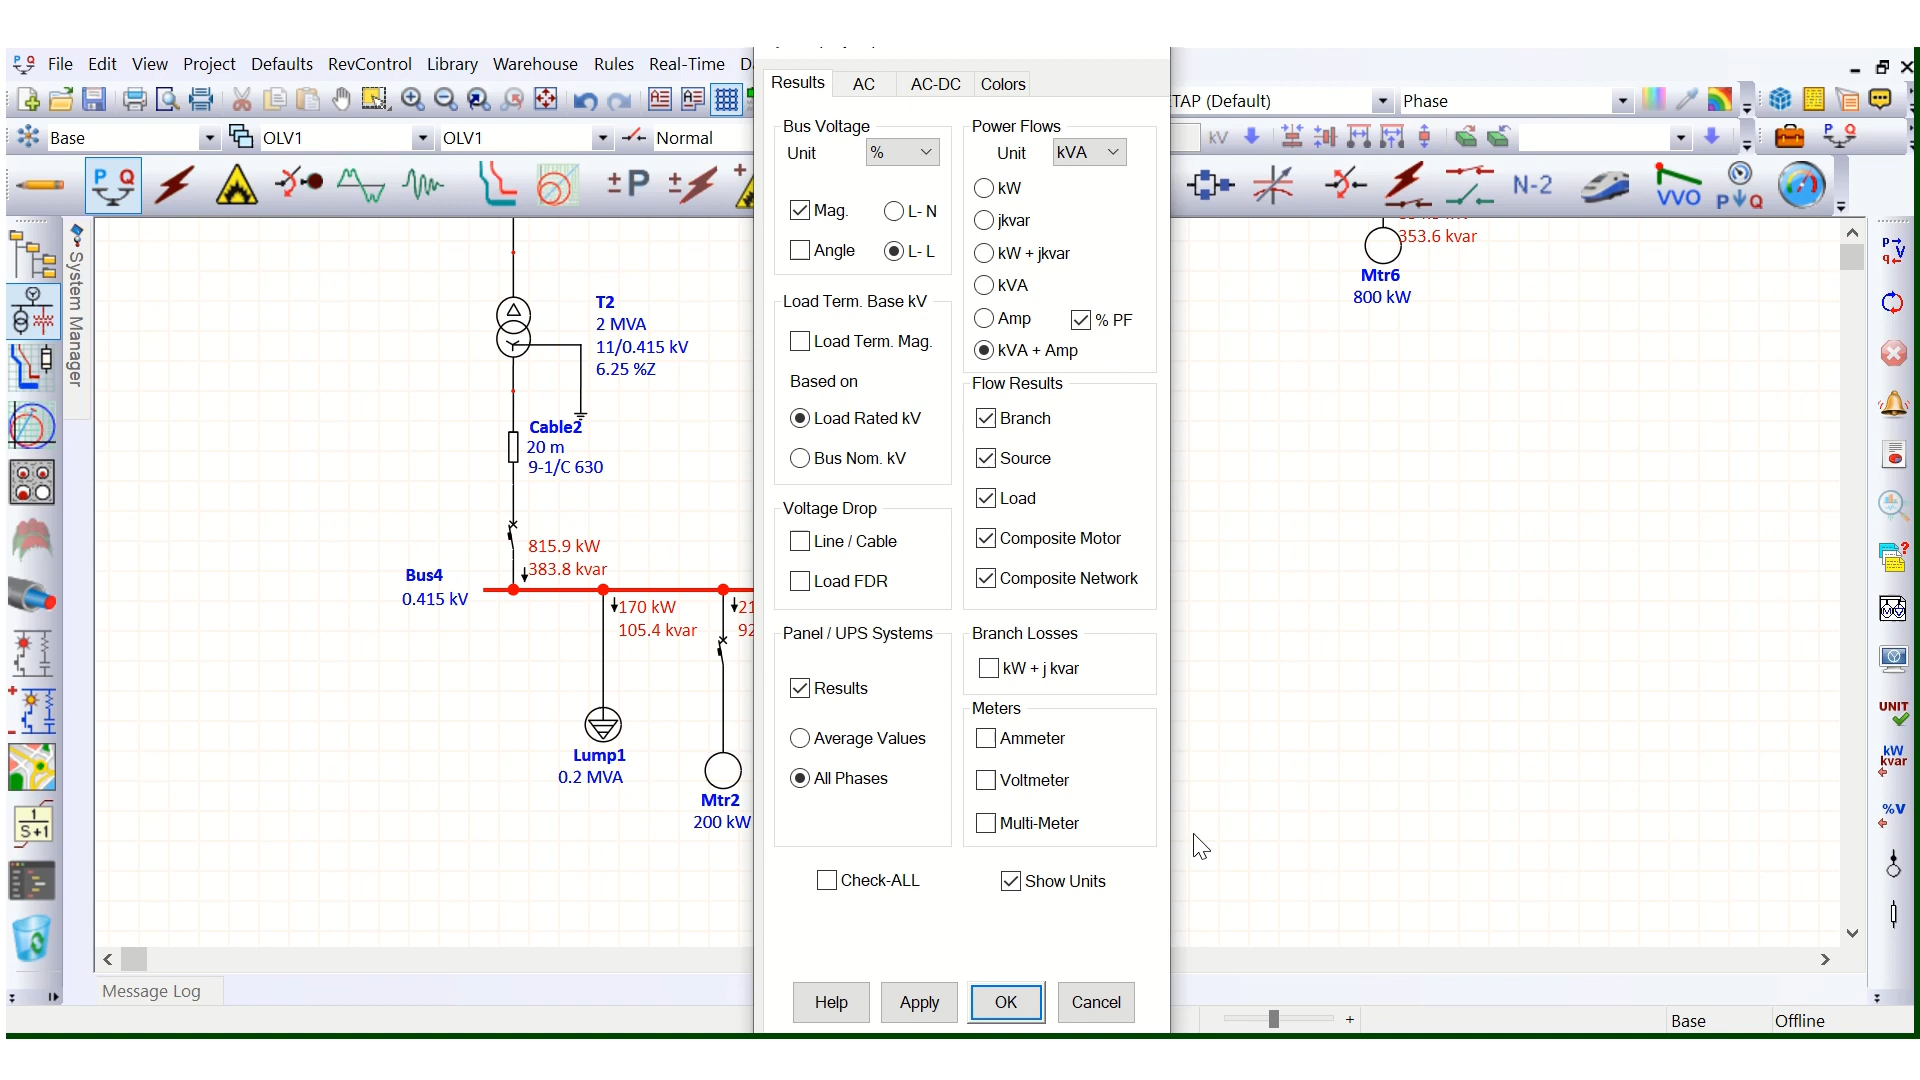 File Edit View Project Defaults RevControl Library Warehouse Rules Real-Time D
TAP (Default) Phase
Base OLV1 OLV1 Normal kV
P Q
± P
N-2
VVO
P Q
System Manager
Results AC AC-DC Colors
Bus Voltage
Unit %
Mag. L- N
Angle L- L
Load Term. Base kV
Load Term. Mag.
Based on
Load Rated kV
Bus Nom. kV
Voltage Drop
Line / Cable
Load FDR
Panel / UPS Systems
Results
Average Values
All Phases
Check-ALL
Power Flows
Unit kVA
kW
jkvar
kW + jkvar
kVA
Amp % PF
kVA + Amp
Flow Results
Branch
Source
Load
Composite Motor
Composite Network
Branch Losses
kW + j kvar
Meters
Ammeter
Voltmeter
Multi-Meter
Show Units
Help Apply OK Cancel
T2
2 MVA
11/0.415 kV
6.25 %Z
Cable2
20 m
9-1/C 630
815.9 kW
383.8 kvar
Bus4
0.415 kV
170 kW
105.4 kvar
21
92
Lump1
0.2 MVA
Mtr2
200 kW
353.6 kvar
Mtr6
800 kW
1
S+1
UNIT
kW
kvar
%V
Message Log
Base Offline